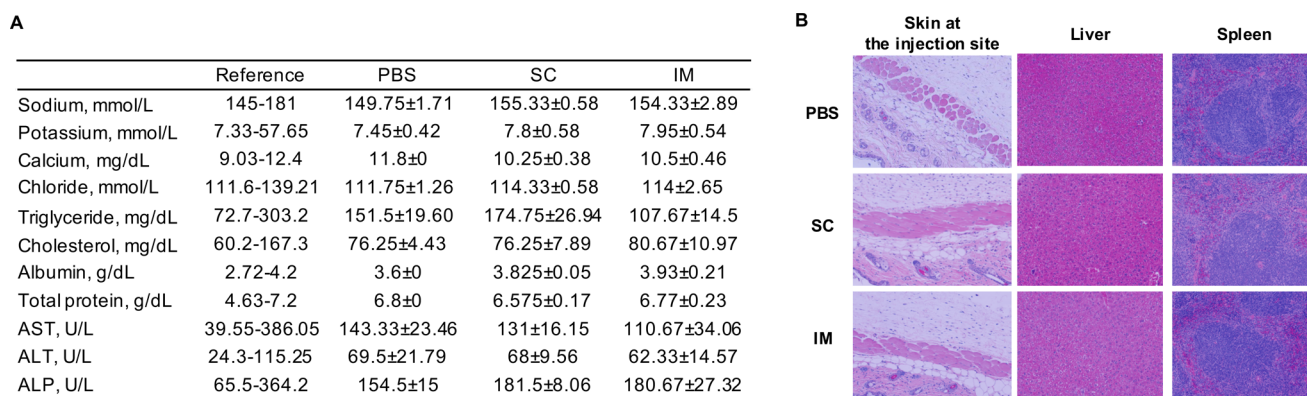 A
Reference PBS SC IM
Sodium, mmol/L 145-181 149.75±1.71 155.33±0.58 154.33±2.89
Potassium, mmol/L 7.33-57.65 7.45±0.42 7.8±0.58 7.95±0.54
Calcium, mg/dL 9.03-12.4 11.8±0 10.25±0.38 10.5±0.46
Chloride, mmol/L 111.6-139.21 111.75±1.26 114.33±0.58 114±2.65
Triglyceride, mg/dL 72.7-303.2 151.5±19.60 174.75±26.94 107.67±14.5
Cholesterol, mg/dL 60.2-167.3 76.25±4.43 76.25±7.89 80.67±10.97
Albumin, g/dL 2.72-4.2 3.6±0 3.825±0.05 3.93±0.21
Total protein, g/dL 4.63-7.2 6.8±0 6.575±0.17 6.77±0.23
AST, U/L 39.55-386.05 143.33±23.46 131±16.15 110.67±34.06
ALT, U/L 24.3-115.25 69.5±21.79 68±9.56 62.33±14.57
ALP, U/L 65.5-364.2 154.5±15 181.5±8.06 180.67±27.32
B
Skin at
the injection site
Liver
Spleen
PBS
SC
IM